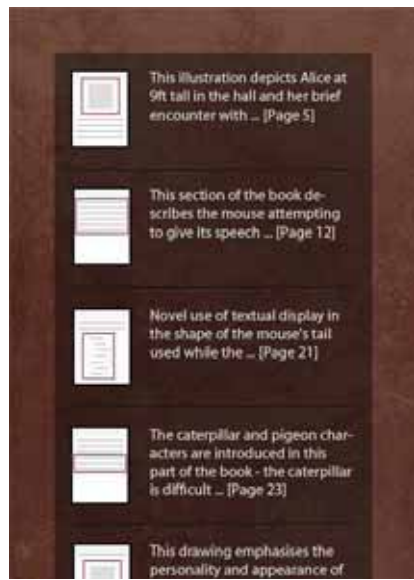 This illustration depicts Alice at
9ft tall in the hall and her brief
encounter with ... [Page 5]
This section of the book de-
scribes the mouse attempting
to give its speech ... [Page 12]
Novel use of textual display in
the shape of the mouse's tail
used while the ... [Page 21]
The caterpillar and pigeon char-
acters are introduced in this
part of the book - the caterpillar
is difficult ... [Page 23]
This drawing emphasises the
personality and appearance of